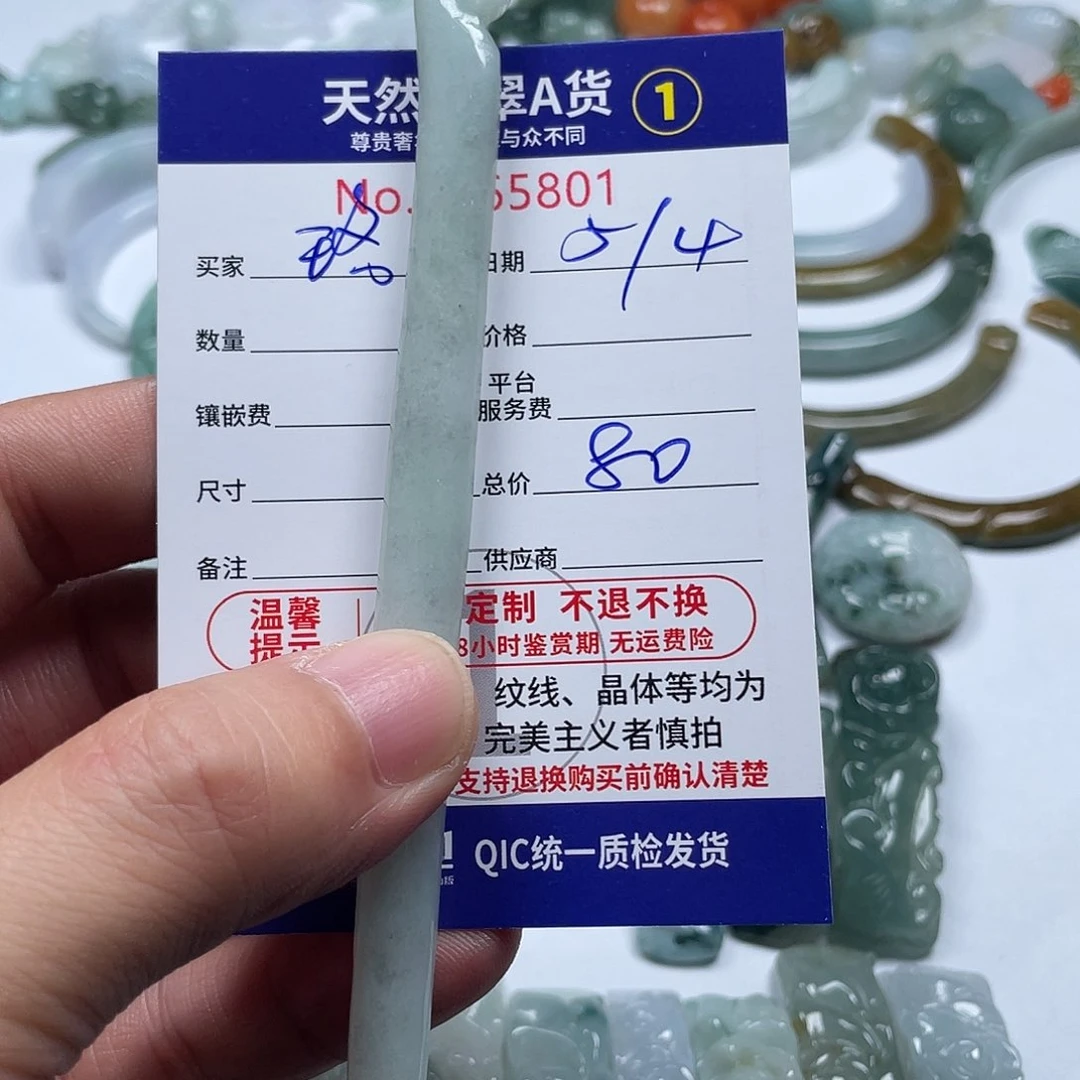 天然 翠A货 1
尊贵奢 与众不同
No. 55801
买家 日期 5/4
数量 价格
镶嵌费 平台服务费
尺寸 总价 80
备注 供应商
温馨提示 定制 不退不换
8小时鉴赏期 无运费险
纹线、晶体等均为
完美主义者慎拍
支持退换购买前确认清楚
QIC统一质检发货